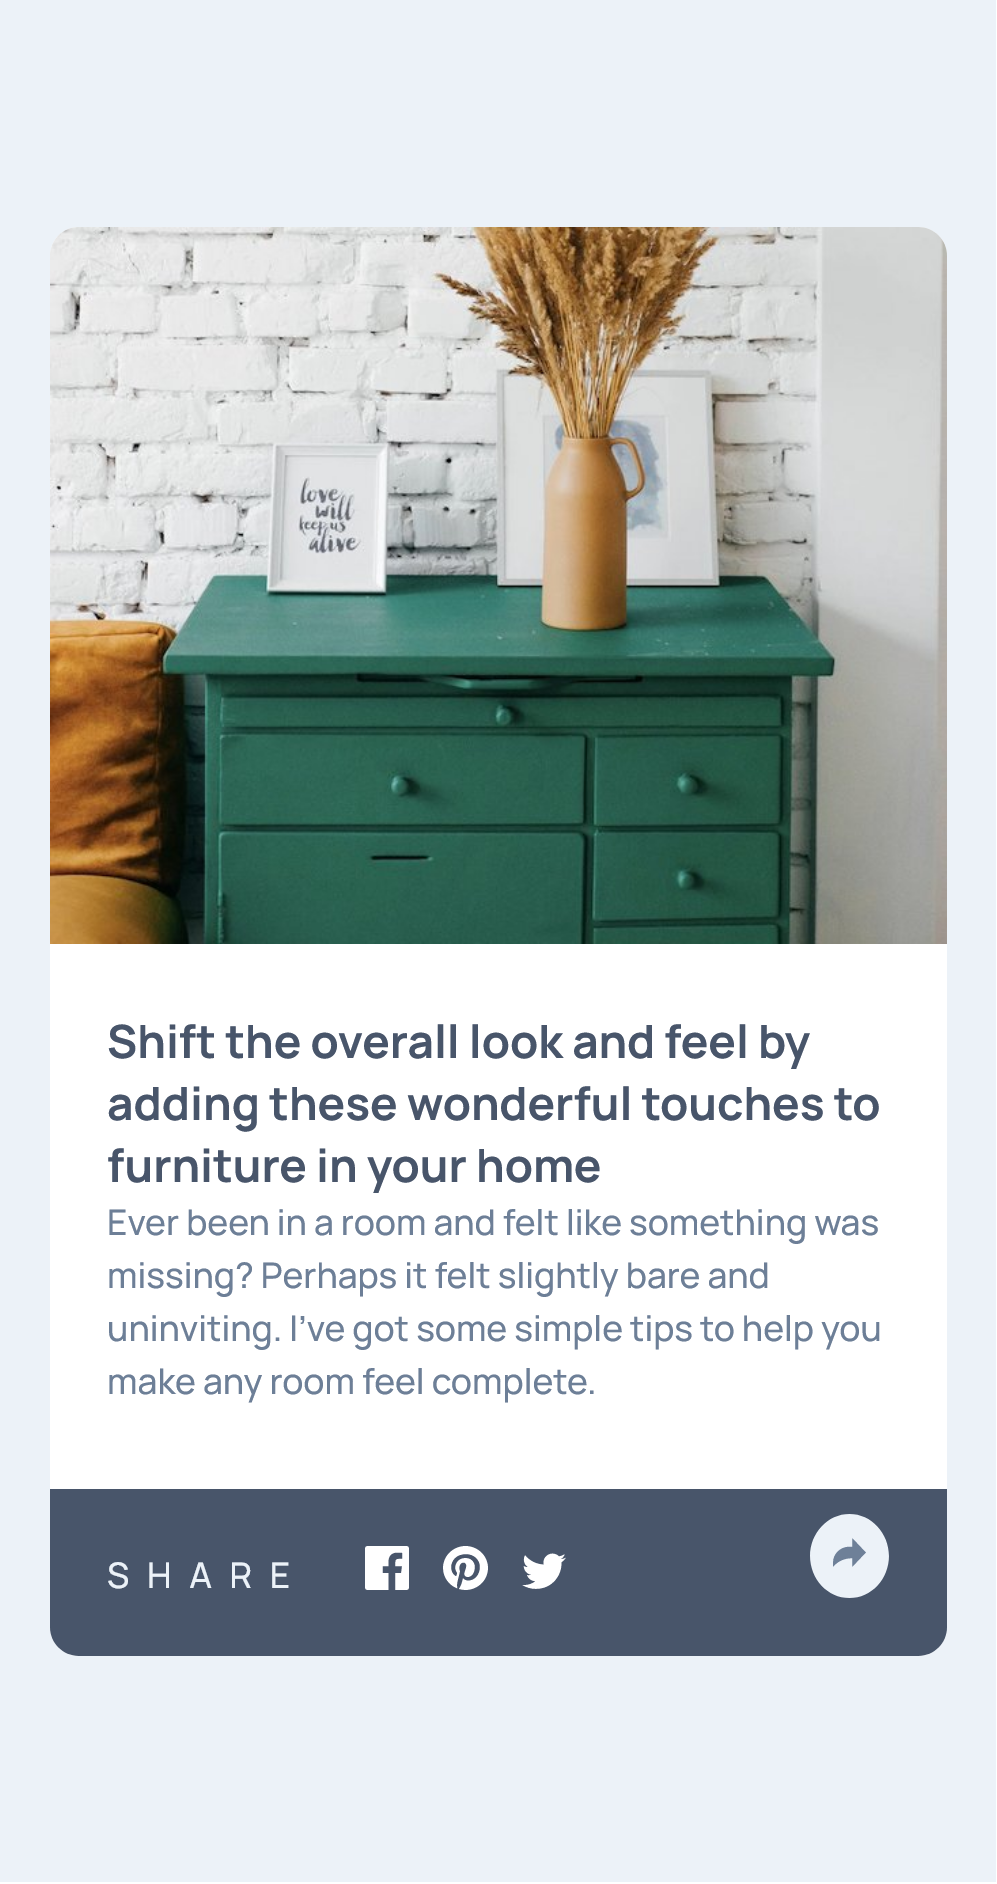 love
will
keep us
alive
Shift the overall look and feel by
adding these wonderful touches to
furniture in your home
Ever been in a room and felt like something was
missing? Perhaps it felt slightly bare and
uninviting. I’ve got some simple tips to help you
make any room feel complete.
SHARE